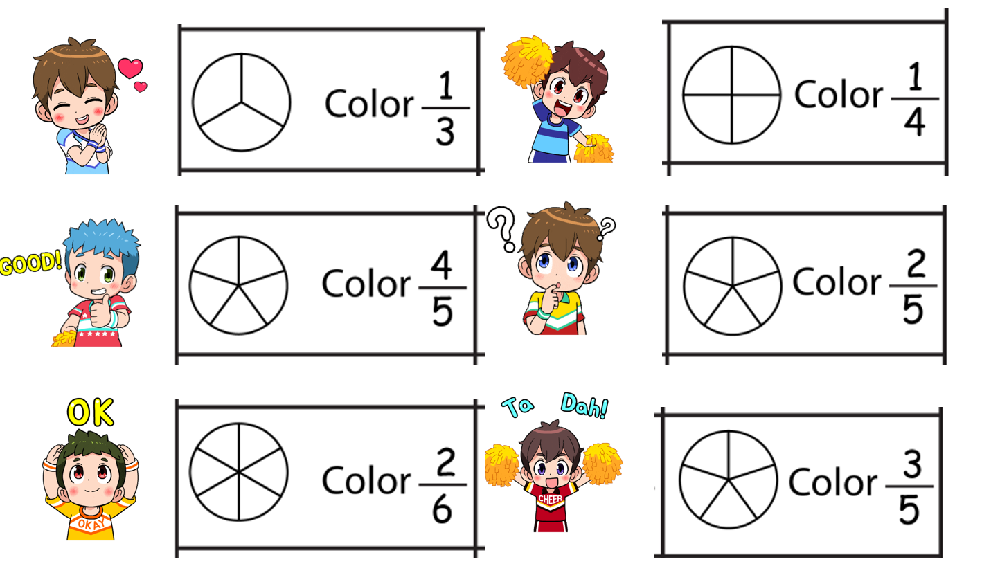 Color 1/3
Color 1/4
GOOD!
Color 4/5
? ?
Color 2/5
OK
OKAY
Color 2/6
Ta Dah!
CHEER
Color 3/5